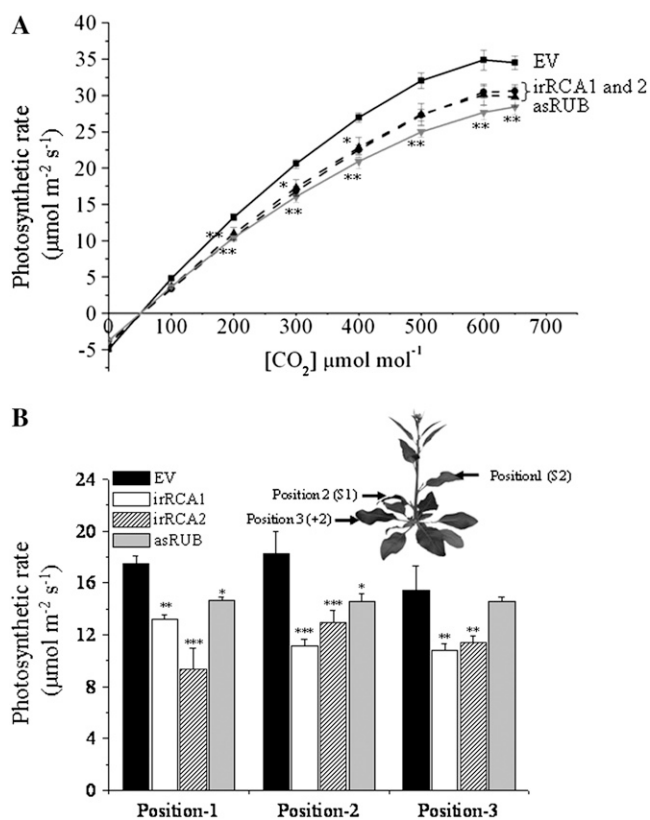 A
Photosynthetic rate
(μmol m⁻² s⁻¹)
40
35
30
25
20
15
10
5
0
-5
EV
irRCA1 and 2
asRUB
*
*
**
**
**
**
**
**
**
0 100 200 300 400 500 600 700
[CO₂] μmol mol⁻¹
B
Photosynthetic rate
(μmol m⁻² s⁻¹)
24
20
16
12
8
4
0
EV
irRCA1
irRCA2
asRUB
Position1 (S2)
Position 2 (S1)
Position 3 (+2)
** *** *
*** *** *
** **
Position-1 Position-2 Position-3